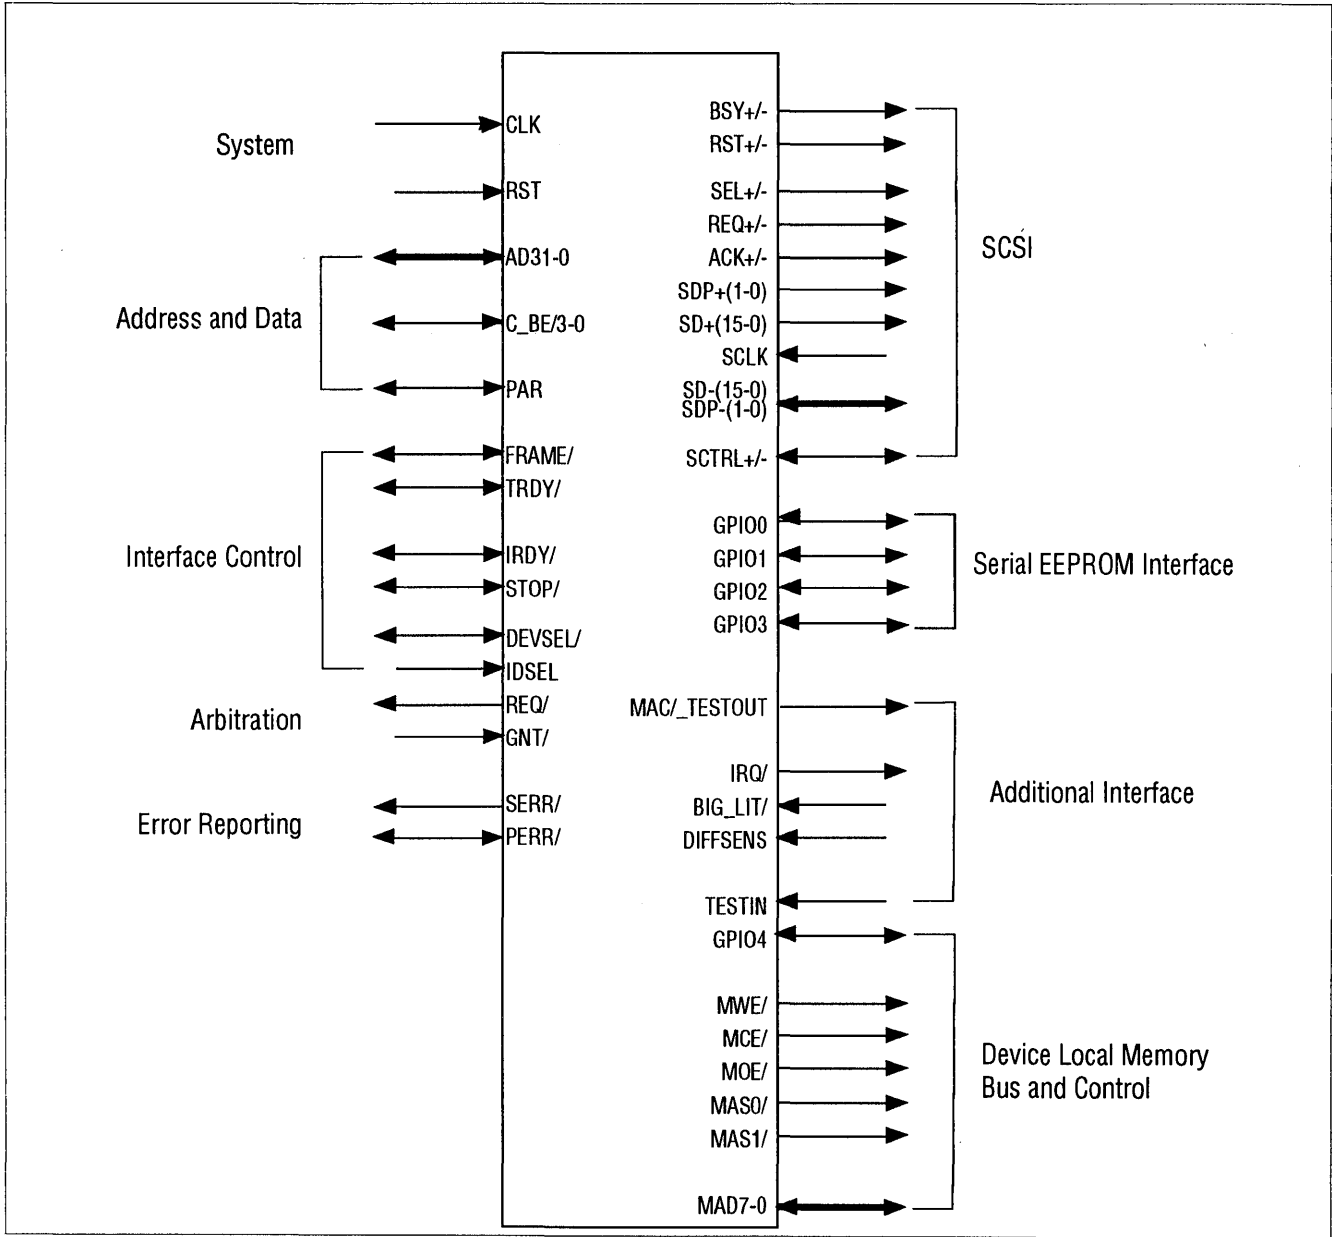 System
Address and Data
Interface Control
Arbitration
Error Reporting
CLK
RST
AD31-0
C_BE/3-0
PAR
FRAME/
TRDY/
IRDY/
STOP/
DEVSEL/
IDSEL
REQ/
GNT/
SERR/
PERR/
BSY+/-
RST+/-
SEL+/-
REQ+/-
ACK+/-
SDP+(1-0)
SD+(15-0)
SCLK
SD-(15-0)
SDP-(1-0)
SCTRL+/-
GPIO0
GPIO1
GPIO2
GPIO3
MAC/_TESTOUT
IRQ/
BIG_LIT/
DIFFSENS
TESTIN
GPIO4
MWE/
MCE/
MOE/
MAS0/
MAS1/
MAD7-0
SCSI
Serial EEPROM Interface
Additional Interface
Device Local Memory
Bus and Control